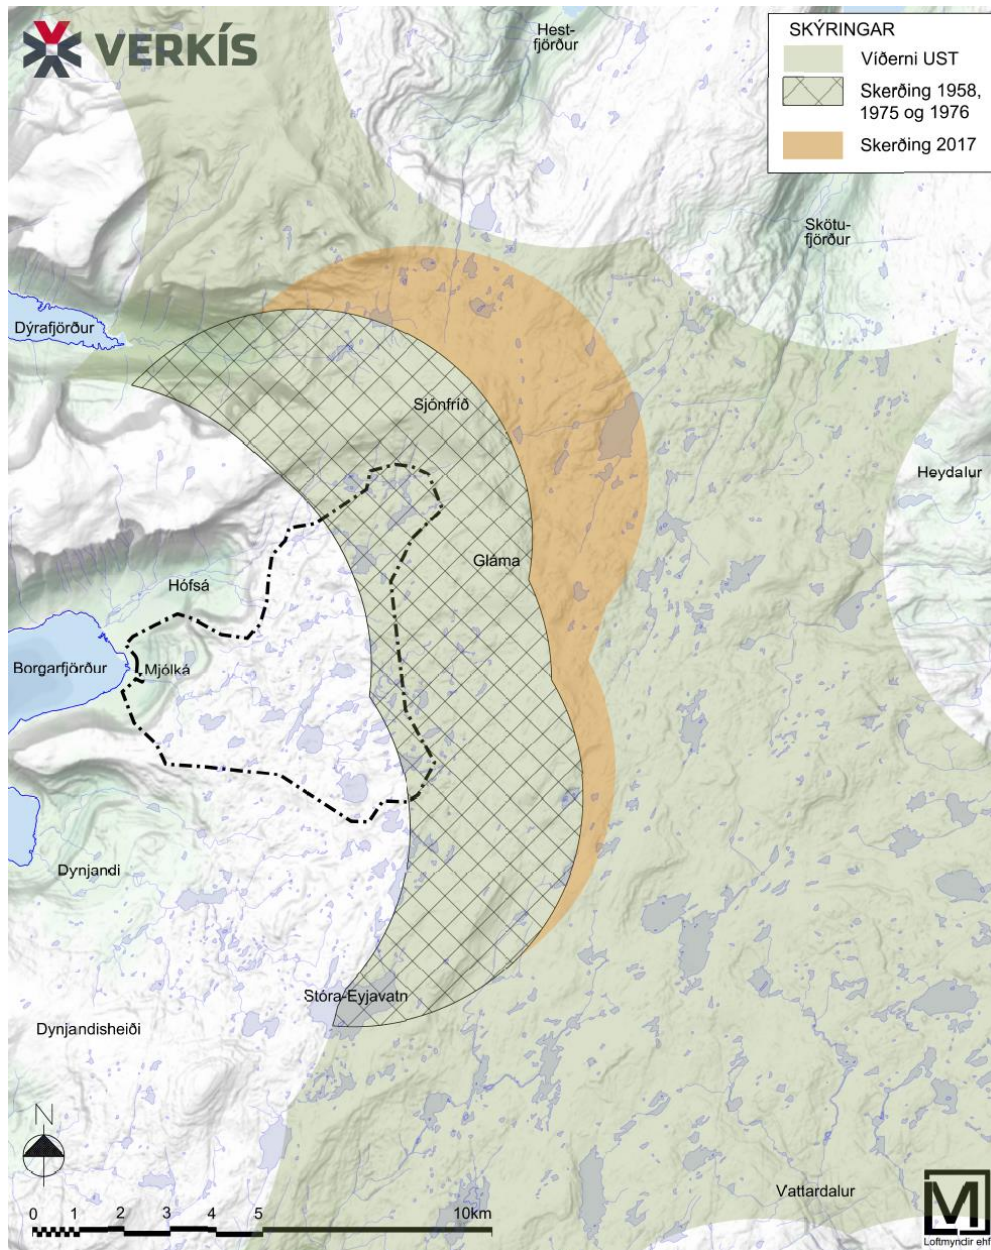 VERKÍS
Hest-
fjörður
SKÝRINGAR
Víðerni UST
Skerðing 1958,
1975 og 1976
Skerðing 2017
Skötu-
fjörður
Dýrafjörður
Sjónfríð
Heydalur
Gláma
Hófsá
Borgarfjörður
Mjólká
Dynjandi
Stóra-Eyjavatn
Dynjandisheiði
N
Vattardalur
0 1 2 3 4 5 10km
M
Loftmyndir ehf